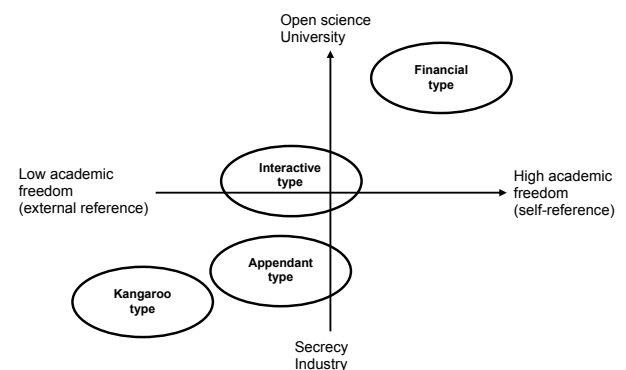 Open science
University
Financial
type
Interactive
type
Low academic
freedom
(external reference)
High academic
freedom
(self-reference)
Appendant
type
Kangaroo
type
Secrecy
Industry